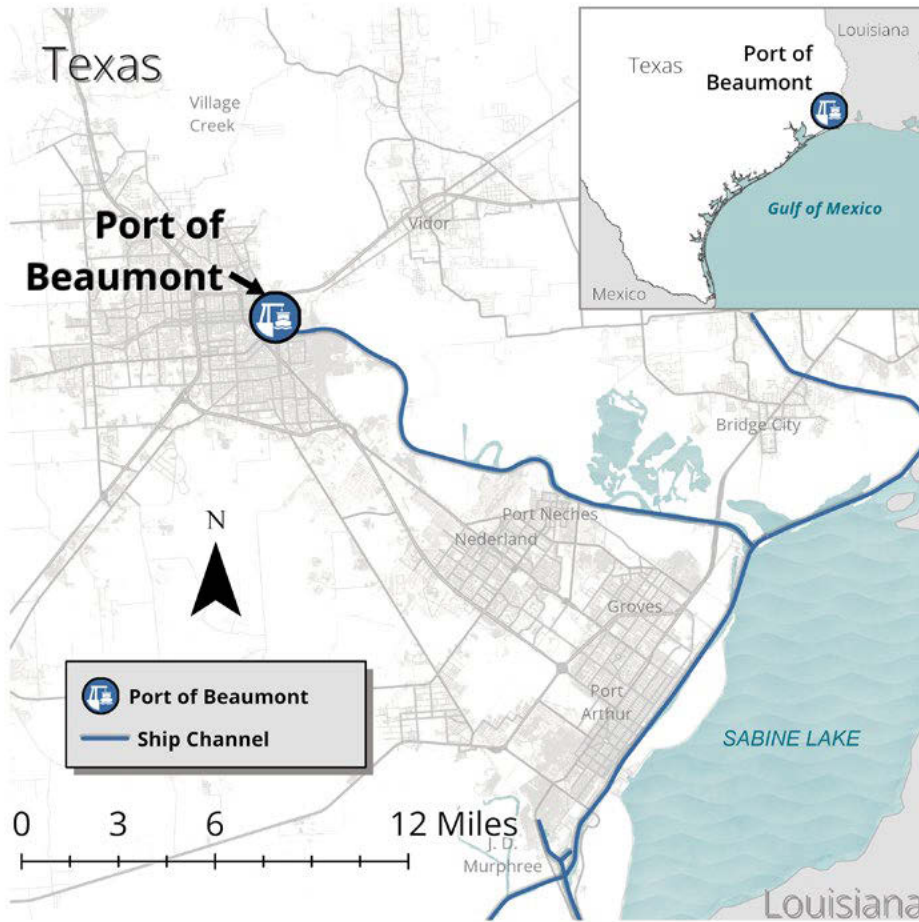 Texas
Village
Creek
Port of
Beaumont
Vidor
Louisiana
Texas
Port of
Beaumont
Gulf of Mexico
Mexico
Bridge City
Port Neches
Nederland
Groves
Port
Arthur
SABINE LAKE
N
Port of Beaumont
Ship Channel
0 3 6 12 Miles
J. D.
Murphree
Louisiana